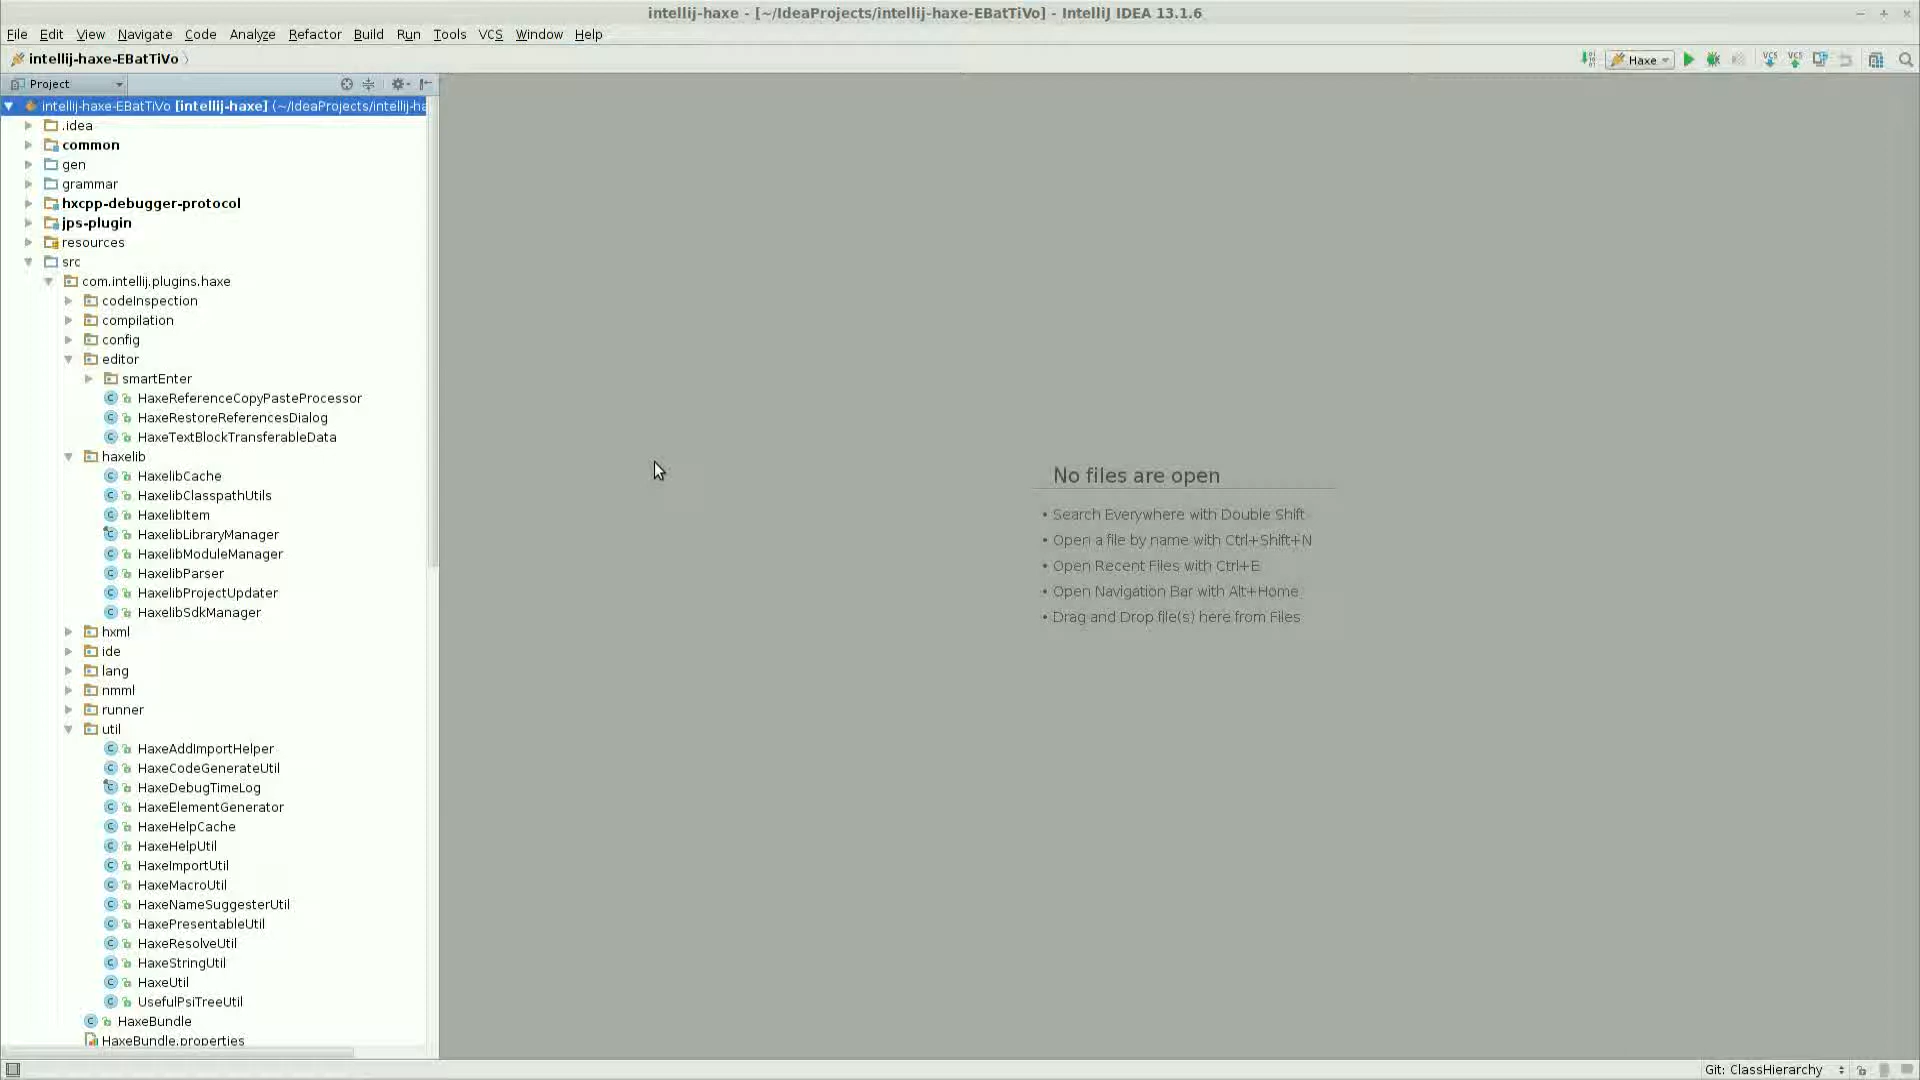 intellij-haxe - [~/IdeaProjects/intellij-haxe-EBatTiVo] - IntelliJ IDEA 13.1.6
File Edit View Navigate Code Analyze Refactor Build Run Tools VCS Window Help
intellij-haxe-EBatTiVo
Haxe
VCS VCS
Project
intellij-haxe-EBatTiVo [intellij-haxe] (~/IdeaProjects/intellij-ha
.idea
common
gen
grammar
hxcpp-debugger-protocol
jps-plugin
resources
src
com.intellij.plugins.haxe
codeInspection
compilation
config
editor
smartEnter
HaxeReferenceCopyPasteProcessor
HaxeRestoreReferencesDialog
HaxeTextBlockTransferableData
haxelib
HaxelibCache
HaxelibClasspathUtils
HaxelibItem
HaxelibLibraryManager
HaxelibModuleManager
HaxelibParser
HaxelibProjectUpdater
HaxelibSdkManager
hxml
ide
lang
nmml
runner
util
HaxeAddImportHelper
HaxeCodeGenerateUtil
HaxeDebugTimeLog
HaxeElementGenerator
HaxeHelpCache
HaxeHelpUtil
HaxeImportUtil
HaxeMacroUtil
HaxeNameSuggesterUtil
HaxePresentableUtil
HaxeResolveUtil
HaxeStringUtil
HaxeUtil
UsefulPsiTreeUtil
HaxeBundle
HaxeBundle.properties
No files are open
• Search Everywhere with Double Shift
• Open a file by name with Ctrl+Shift+N
• Open Recent Files with Ctrl+E
• Open Navigation Bar with Alt+Home
• Drag and Drop file(s) here from Files
Git: ClassHierarchy